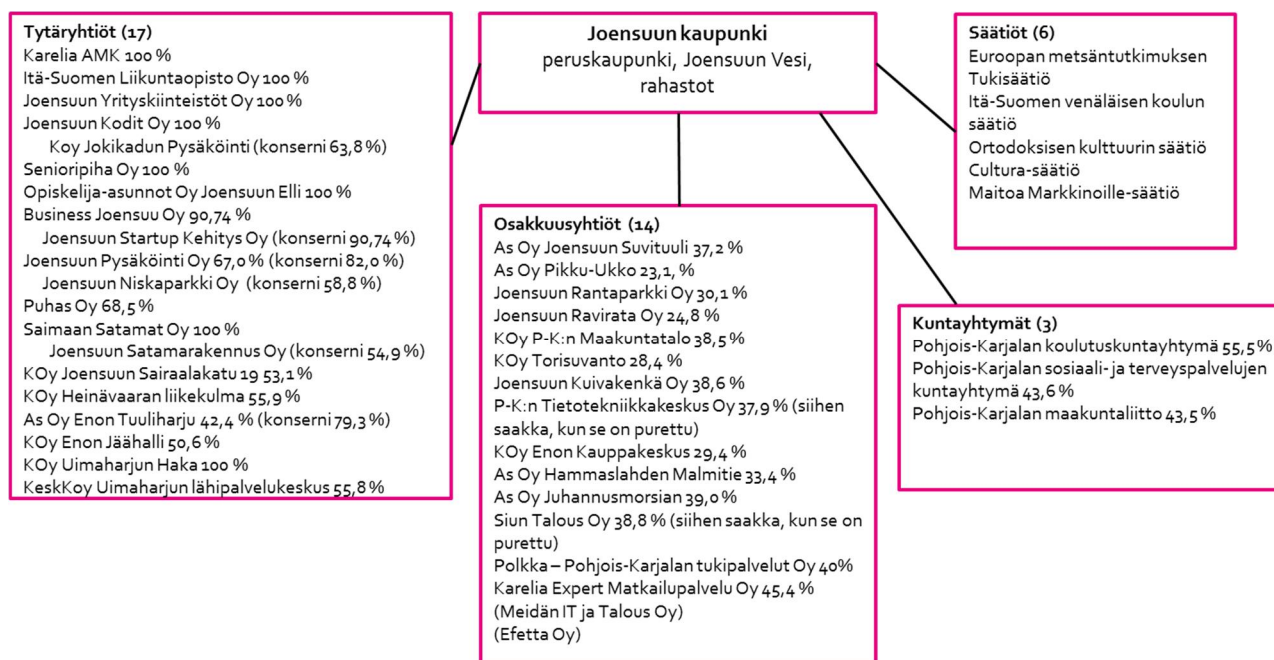 Tytäryhtiöt (17)
Karelia AMK 100 %
Itä-Suomen Liikuntaopisto Oy 100 %
Joensuun Yrityskiinteistöt Oy 100 %
Joensuun Kodit Oy 100 %
Koy Jokikadun Pysäköinti (konserni 63,8 %)
Senioripiha Oy 100 %
Opiskelija-asunnot Oy Joensuun Elli 100 %
Business Joensuu Oy 90,74 %
Joensuun Startup Kehitys Oy (konserni 90,74 %)
Joensuun Pysäköinti Oy 67,0 % (konserni 82,0 %)
Joensuun Niskaparkki Oy (konserni 58,8 %)
Puhas Oy 68,5 %
Saimaan Satamat Oy 100 %
Joensuun Satamarakennus Oy (konserni 54,9 %)
KOy Joensuun Sairaalakatu 19 53,1 %
KOy Heinävaaran liikekulma 55,9 %
As Oy Enon Tuuliharju 42,4 % (konserni 79,3 %)
KOy Enon Jäähalli 50,6 %
KOy Uimaharjun Haka 100 %
KeskKoy Uimaharjun lähipalvelukeskus 55,8 %
Joensuun kaupunki
peruskaupunki, Joensuun Vesi,
rahastot
Osakkuusyhtiöt (14)
As Oy Joensuun Suvituuli 37,2 %
As Oy Pikku-Ukko 23,1, %
Joensuun Rantaparkki Oy 30,1 %
Joensuun Ravirata Oy 24,8 %
KOy P-K:n Maakuntatalo 38,5 %
KOy Torisuvanto 28,4 %
Joensuun Kuivakenkä Oy 38,6 %
P-K:n Tietotekniikkakeskus Oy 37,9 % (siihen
saakka, kun se on purettu)
KOy Enon Kauppakeskus 29,4 %
As Oy Hammaslahden Malmitie 33,4 %
As Oy Juhannusmorsian 39,0 %
Siun Talous Oy 38,8 % (siihen saakka, kun se on
purettu)
Polkka – Pohjois-Karjalan tukipalvelut Oy 40%
Karelia Expert Matkailupalvelu Oy 45,4 %
(Meidän IT ja Talous Oy)
(Efetta Oy)
Säätiöt (6)
Euroopan metsäntutkimuksen
Tukisäätiö
Itä-Suomen venäläisen koulun
säätiö
Ortodoksisen kulttuurin säätiö
Cultura-säätiö
Maitoa Markkinoille-säätiö
Kuntayhtymät (3)
Pohjois-Karjalan koulutuskuntayhtymä 55,5%
Pohjois-Karjalan sosiaali- ja terveyspalvelujen
kuntayhtymä 43,6 %
Pohjois-Karjalan maakuntaliitto 43,5 %